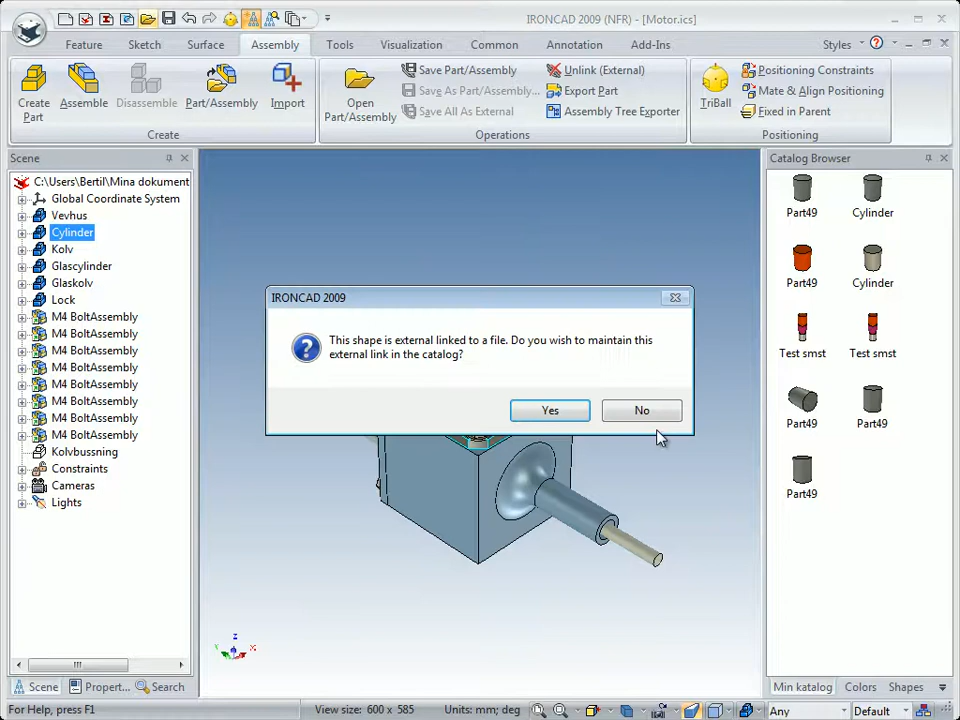 IRONCAD 2009 (NFR) - [Motor.ics]
Feature Sketch Surface Assembly Tools Visualization Common Annotation Add-Ins Styles
Create Part
Assemble
Disassemble
Part/Assembly
Import
Create
Open Part/Assembly
Save Part/Assembly
Save As Part/Assembly...
Save All As External
Unlink (External)
Export Part
Assembly Tree Exporter
Operations
TriBall
Positioning Constraints
Mate & Align Positioning
Fixed in Parent
Positioning
Scene
C:\Users\Bertil\Mina dokument
Global Coordinate System
Vevhus
Cylinder
Kolv
Glascylinder
Glaskolv
Lock
M4 BoltAssembly
M4 BoltAssembly
M4 BoltAssembly
M4 BoltAssembly
M4 BoltAssembly
M4 BoltAssembly
M4 BoltAssembly
M4 BoltAssembly
Kolvbussning
Constraints
Cameras
Lights
Scene Propert... Search
IRONCAD 2009
This shape is external linked to a file. Do you wish to maintain this
external link in the catalog?
Yes No
Z
Y X
Catalog Browser
Part49 Cylinder
Part49 Cylinder
Test smst Test smst
Part49 Part49
Part49
Min katalog Colors Shapes
For Help, press F1 View size: 600 x 585 Units: mm; deg Any Default